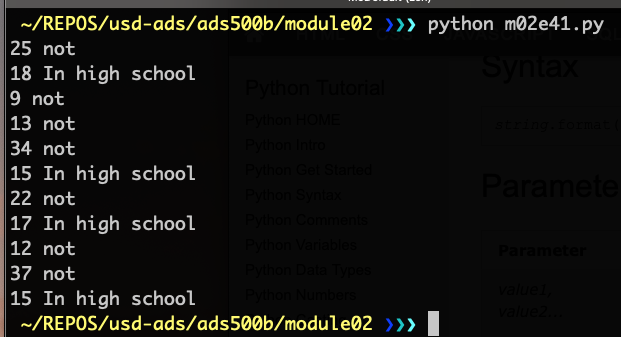 ~/REPOS/usd-ads/ads500b/module02 ❯❯❯ python m02e41.py
25 not
18 In high school
9 not
13 not
34 not
15 In high school
22 not
17 In high school
12 not
37 not
15 In high school
~/REPOS/usd-ads/ads500b/module02 ❯❯❯
Syntax
Python Tutorial
Python HOME
Python Intro
Python Get Started
Python Syntax
Python Comments
Python Variables
Python Data Types
Python Numbers
string.format
Paramete
Parameter
value1,
value2...